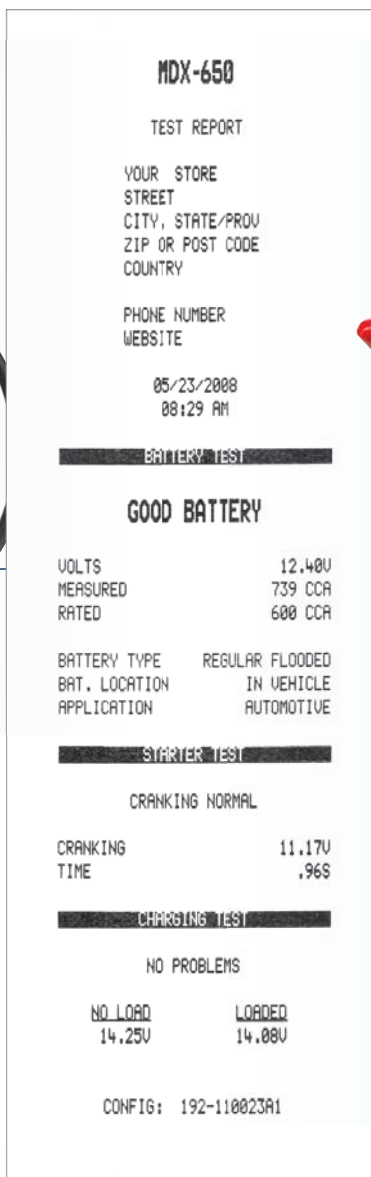 MDX-650
TEST REPORT
YOUR STORE
STREET
CITY, STATE/PROV
ZIP OR POST CODE
COUNTRY
PHONE NUMBER
WEBSITE
05/23/2008
08:29 AM
BATTERY TEST
GOOD BATTERY
VOLTS 12.40V
MEASURED 739 CCA
RATED 600 CCA
BATTERY TYPE REGULAR FLOODED
BAT. LOCATION IN VEHICLE
APPLICATION AUTOMOTIVE
STARTER TEST
CRANKING NORMAL
CRANKING 11.17V
TIME .96S
CHARGING TEST
NO PROBLEMS
NO LOAD LOADED
14.25V 14.08V
CONFIG: 192-110023A1